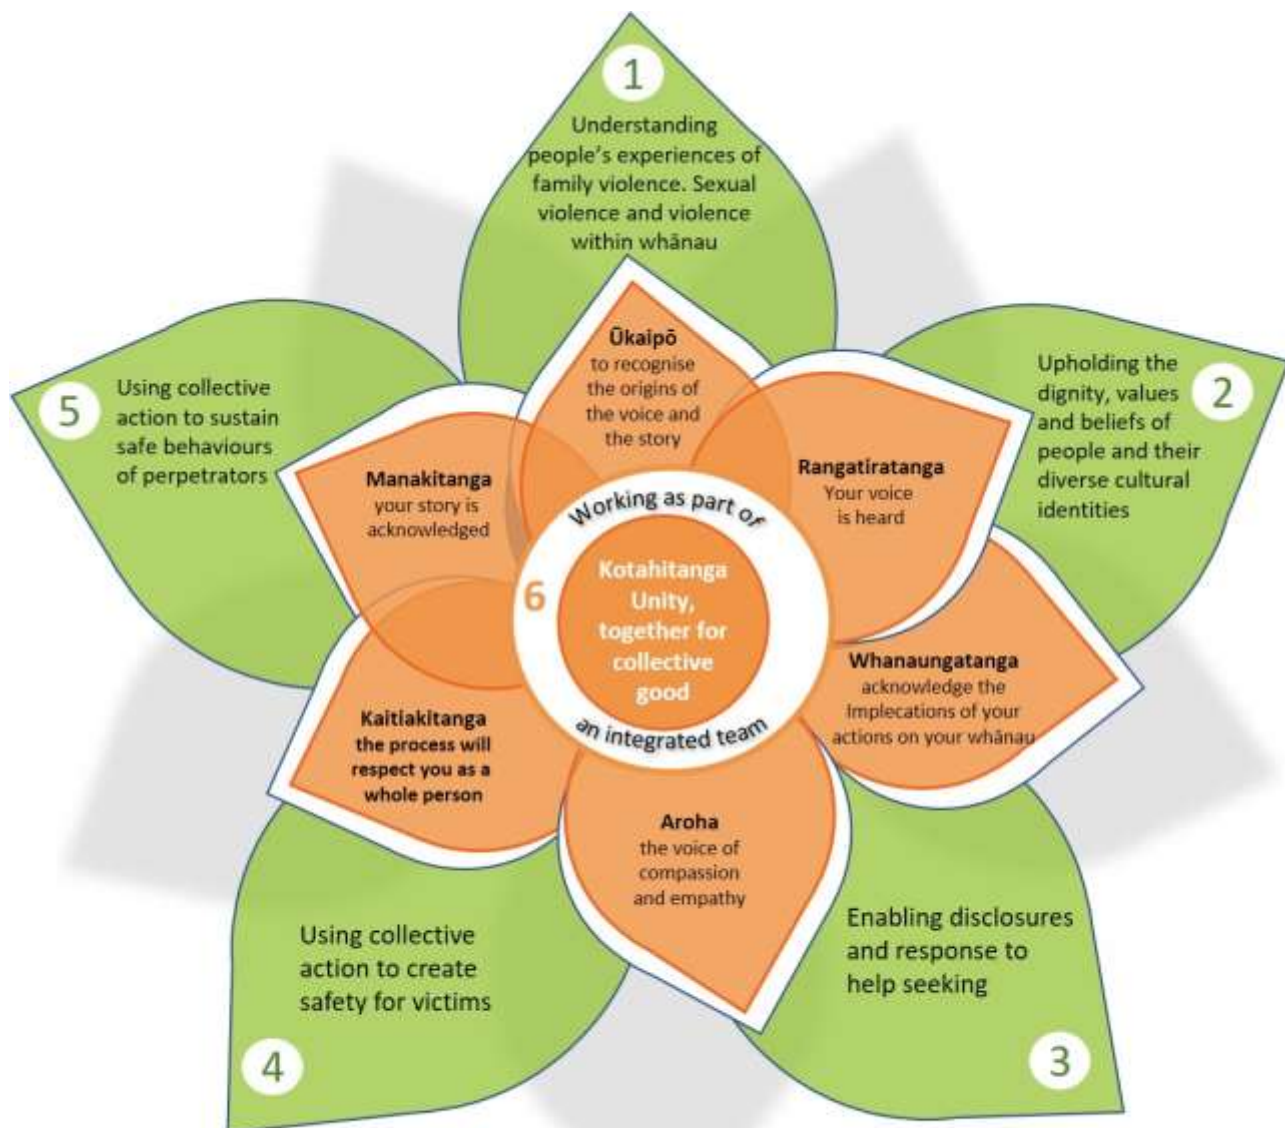 1
Understanding
people's experiences of
family violence. Sexual
violence and violence
within whānau
2
Upholding the
dignity, values
and beliefs of
people and their
diverse cultural
identities
3
Enabling disclosures
and response to
help seeking
4
Using collective
action to create
safety for victims
5
Using collective
action to sustain
safe behaviours
of perpetrators
Ūkaipō
to recognise
the origins of
the voice and
the story
Rangatiratanga
Your voice
is heard
Whanaungatanga
acknowledge the
Implecations of your
actions on your whānau
Aroha
the voice of
compassion
and empathy
Kaitiakitanga
the process will
respect you as a
whole person
Manakitanga
your story is
acknowledged
6
Working as part of
an integrated team
Kotahitanga
Unity,
together for
collective
good